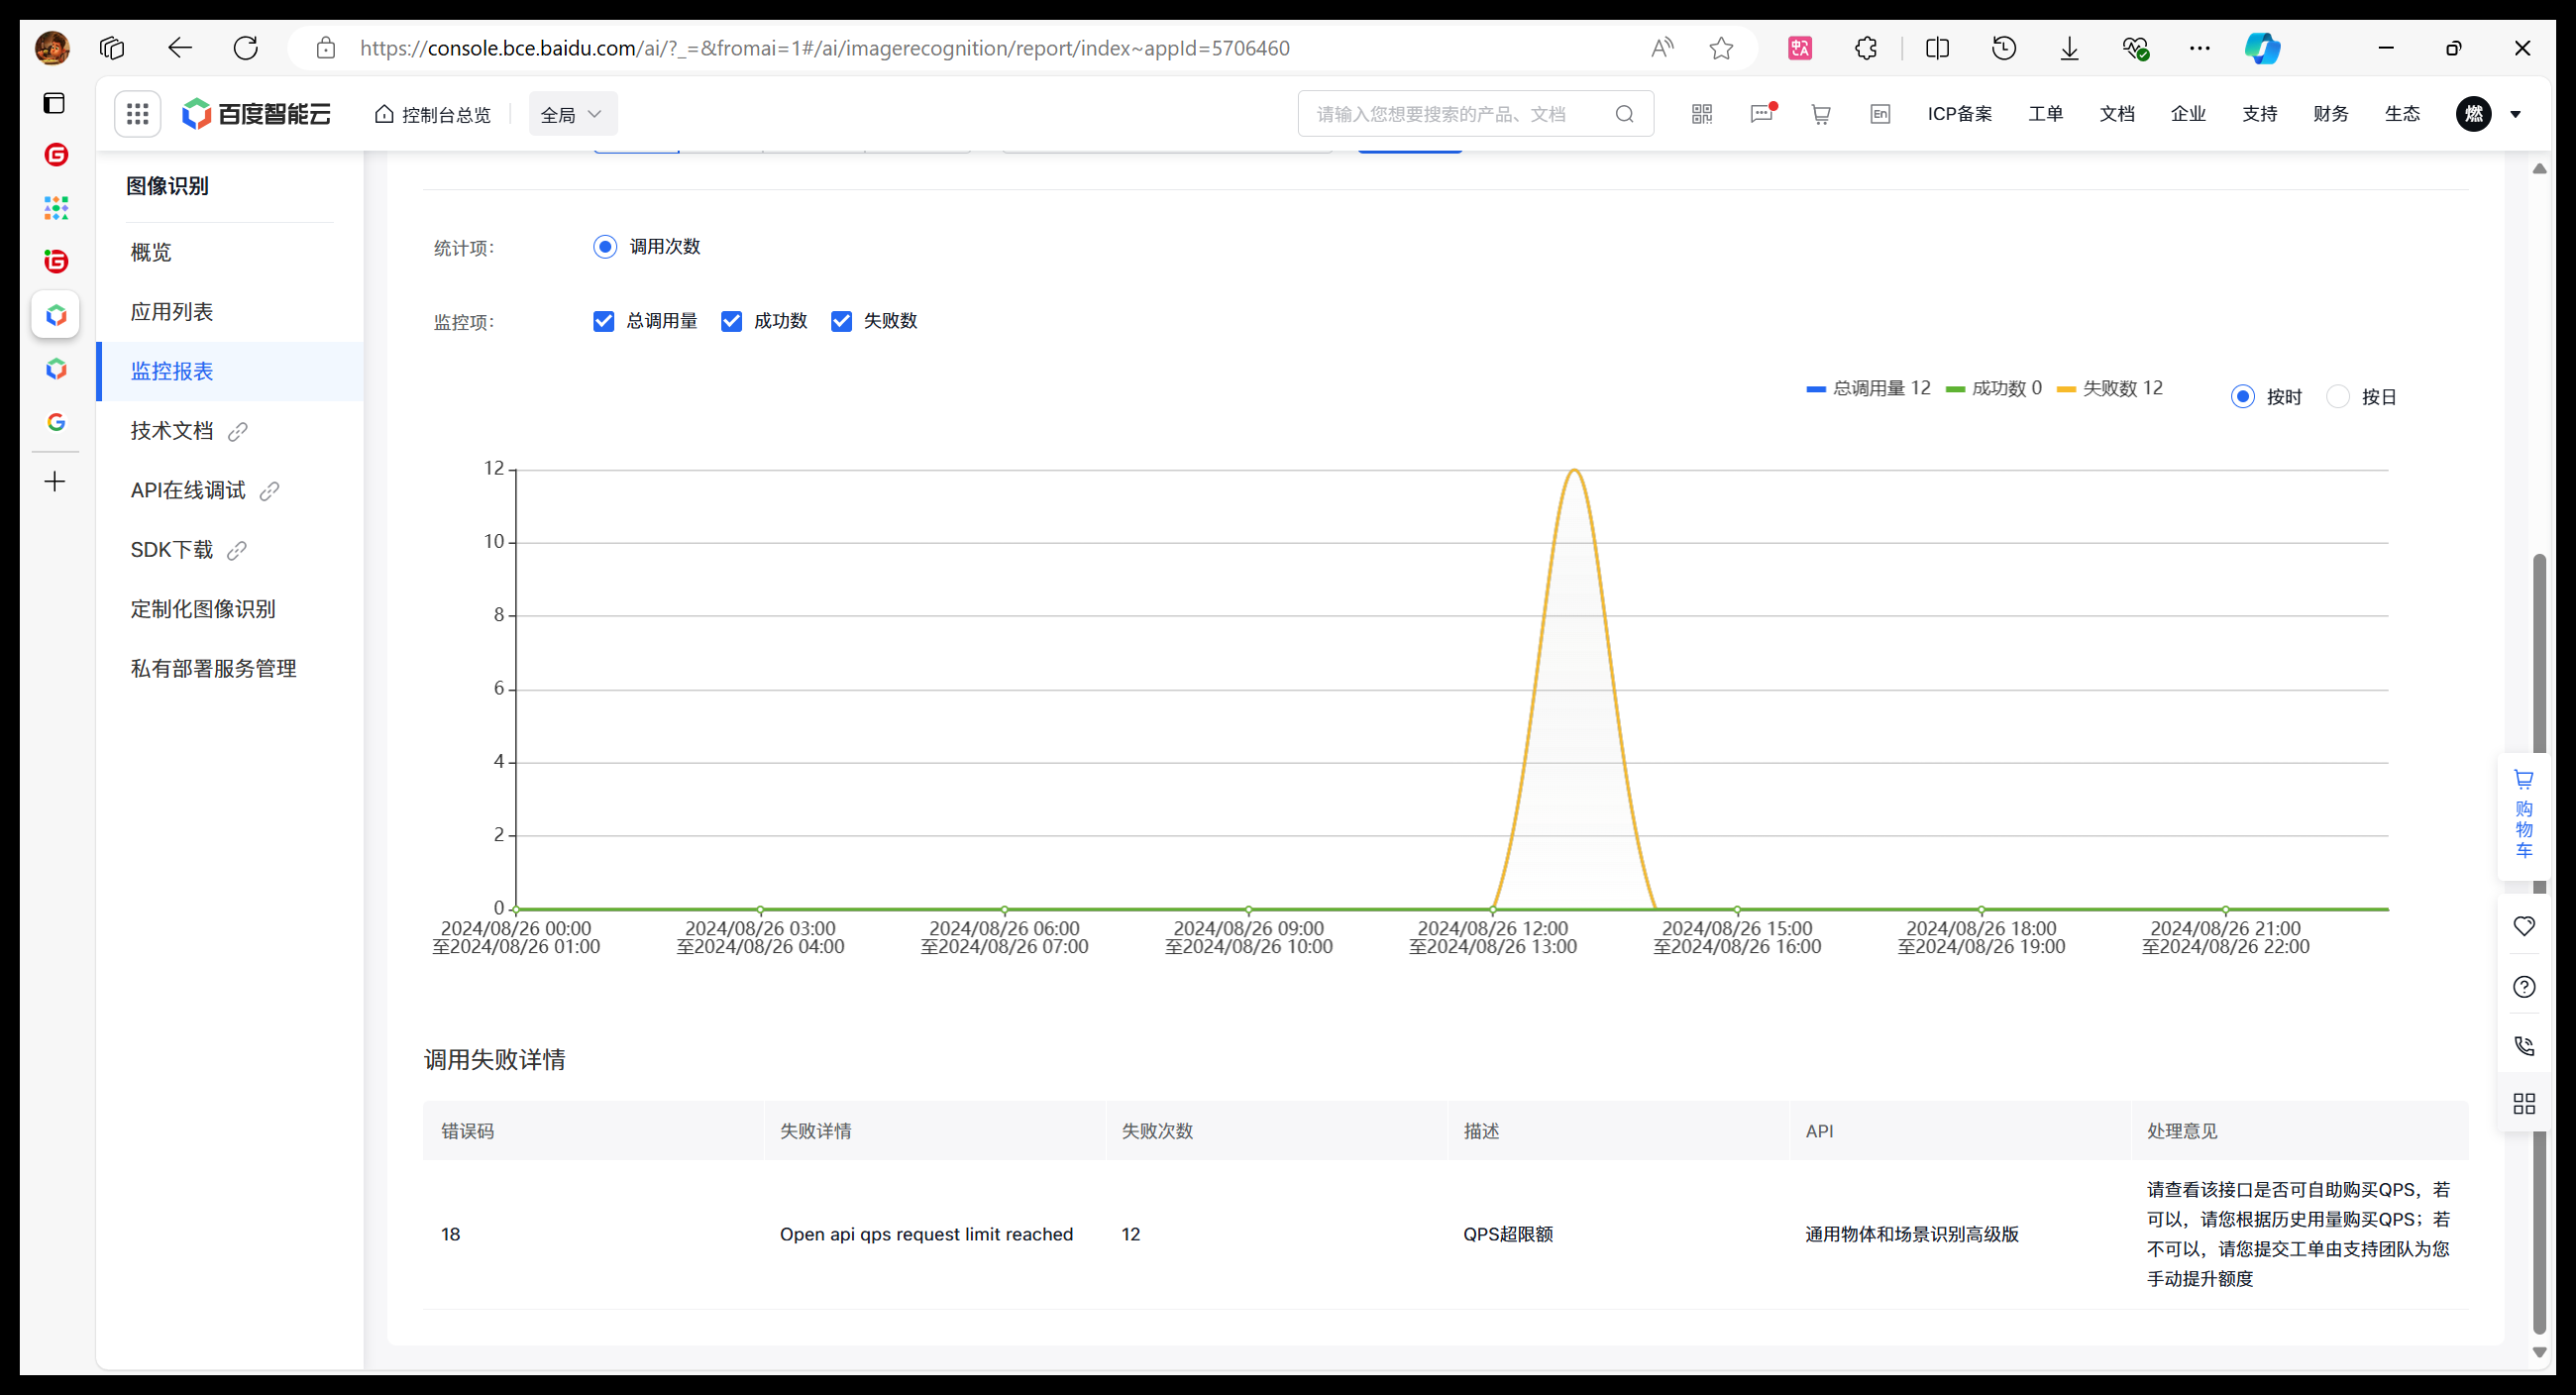 https://console.bce.baidu.com/ai/?_=&fromai=1#/ai/imagerecognition/report/index~appId=5706460
百度智能云
控制台总览
全局
请输入您想要搜索的产品、文档
En
ICP备案
工单
文档
企业
支持
财务
生态
燃
图像识别
概览
应用列表
监控报表
技术文档
API在线调试
SDK下载
定制化图像识别
私有部署服务管理
统计项:
调用次数
监控项:
总调用量
成功数
失败数
总调用量 12
成功数 0
失败数 12
按时
按日
12
10
8
6
4
2
0
2024/08/26 00:00
至2024/08/26 01:00
2024/08/26 03:00
至2024/08/26 04:00
2024/08/26 06:00
至2024/08/26 07:00
2024/08/26 09:00
至2024/08/26 10:00
2024/08/26 12:00
至2024/08/26 13:00
2024/08/26 15:00
至2024/08/26 16:00
2024/08/26 18:00
至2024/08/26 19:00
2024/08/26 21:00
至2024/08/26 22:00
购
物
车
调用失败详情
错误码
失败详情
失败次数
描述
API
处理意见
18
Open api qps request limit reached
12
QPS超限额
通用物体和场景识别高级版
请查看该接口是否可自助购买QPS，若
可以，请您根据历史用量购买QPS；若
不可以，请您提交工单由支持团队为您
手动提升额度